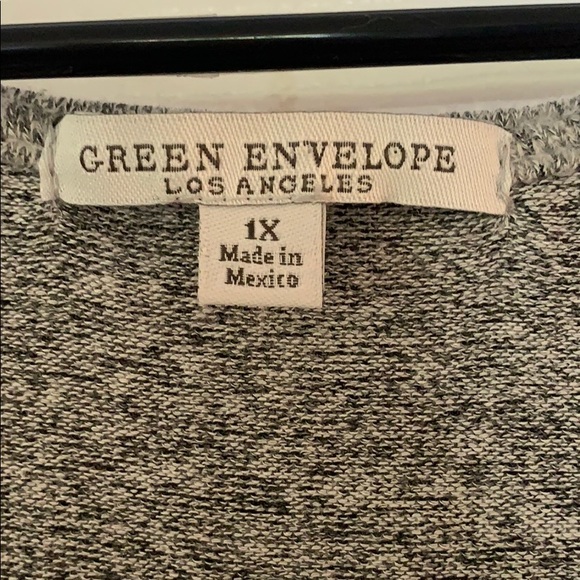 GREEN ENVELOPE
LOS ANGELES
1X
Made in
Mexico